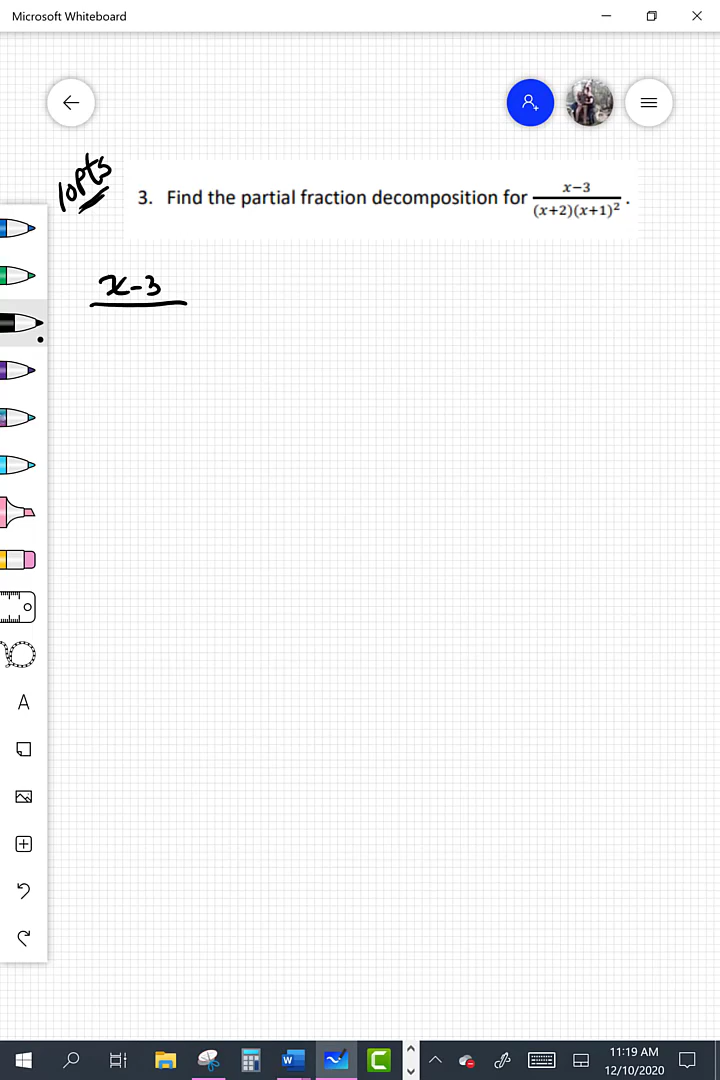 Microsoft Whiteboard
10pts
3. Find the partial fraction decomposition for \frac{x-3}{(x+2)(x+1)^2}.
x-3
A
W
C
11:19 AM
12/10/2020